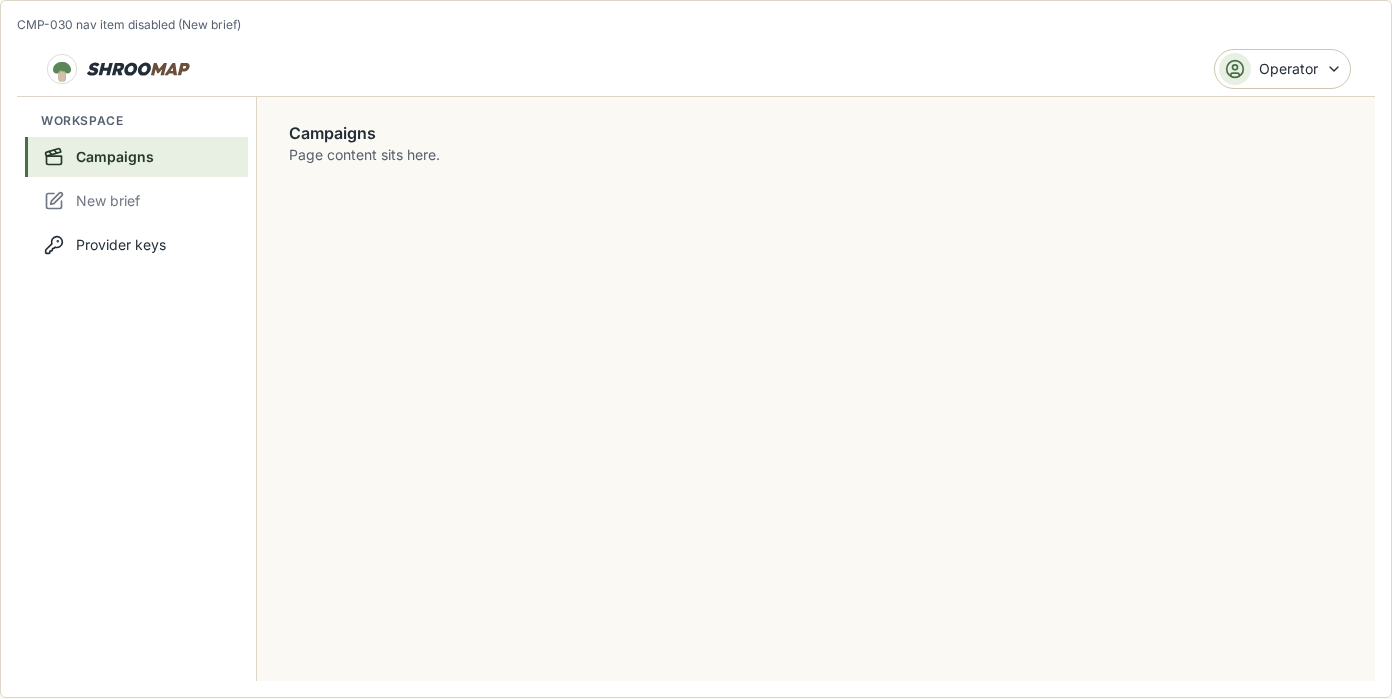 CMP-030 nav item disabled (New brief)
SHROOMAP
Operator
WORKSPACE
Campaigns
New brief
Provider keys
Campaigns
Page content sits here.